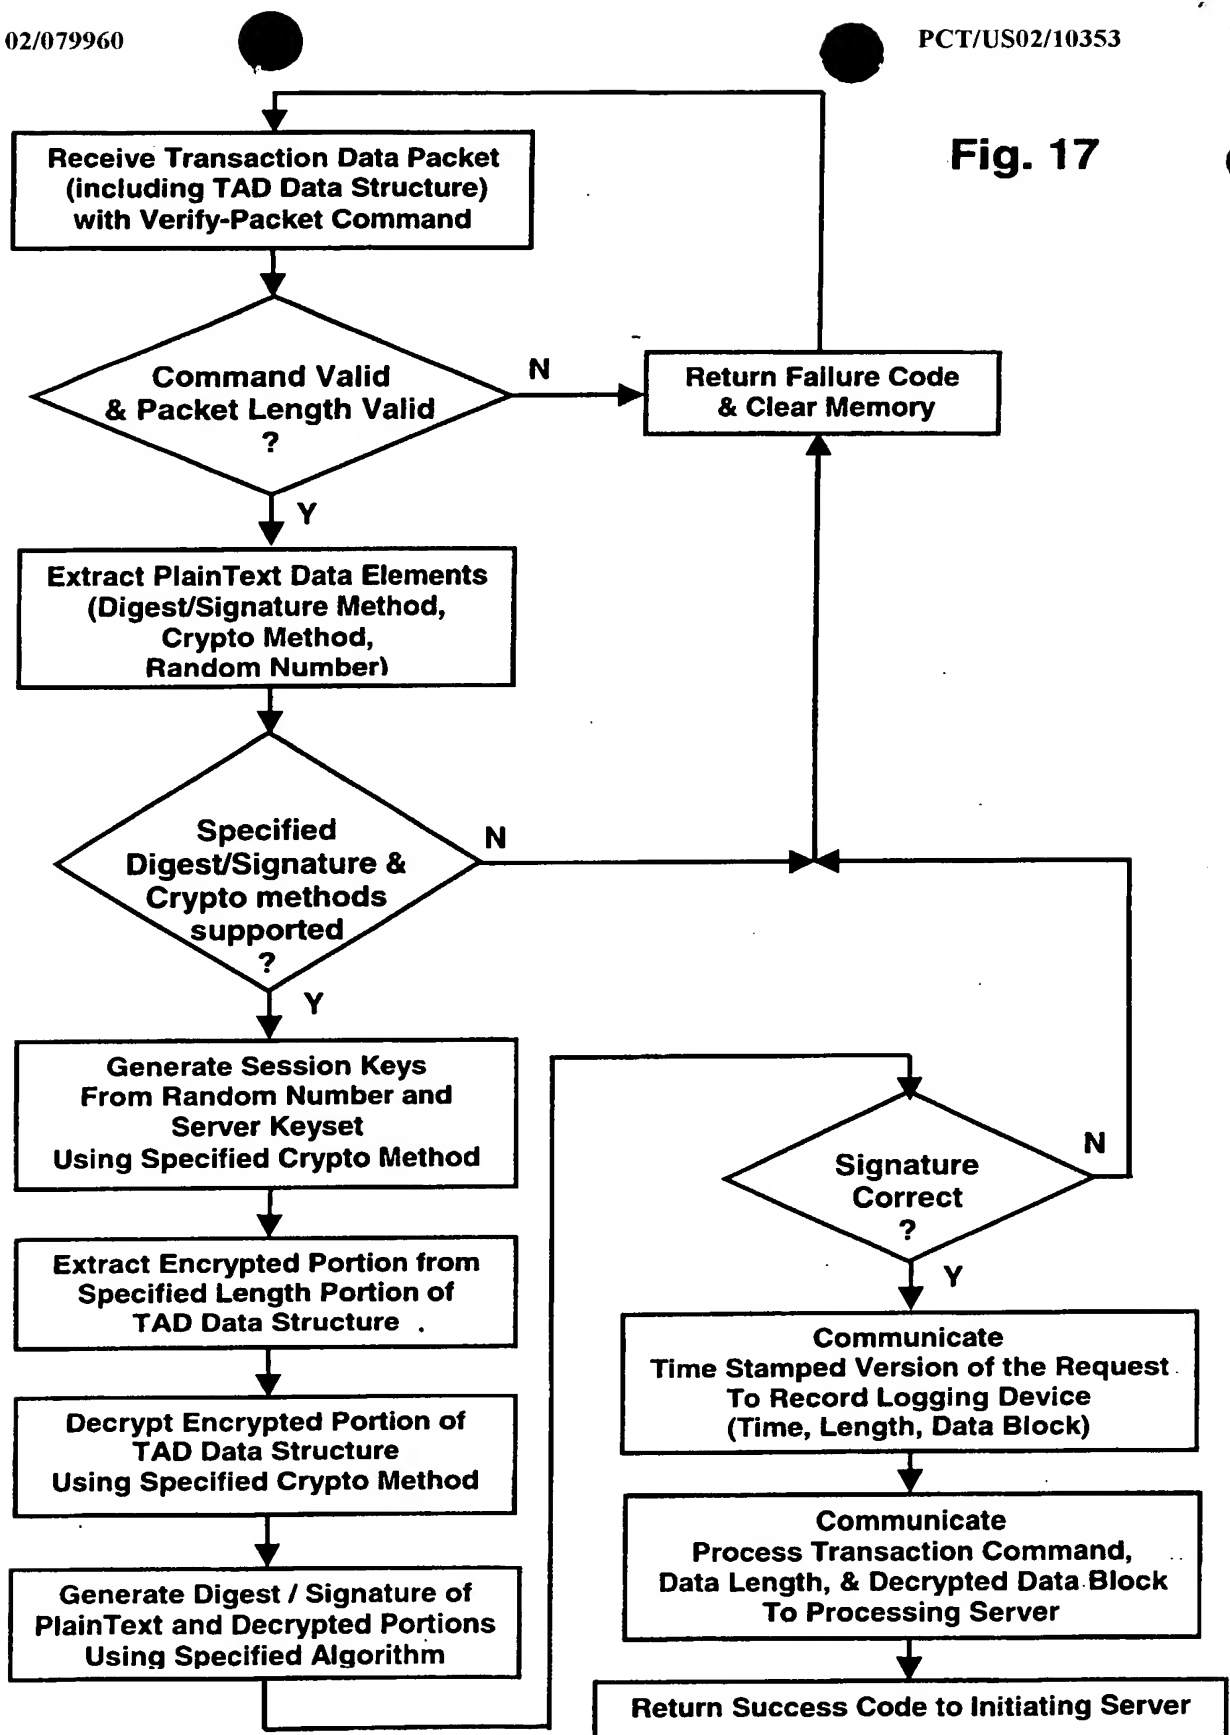 02/079960
PCT/US02/10353
Fig. 17
Receive Transaction Data Packet
(including TAD Data Structure)
with Verify-Packet Command
Command Valid
& Packet Length Valid
?
N
Return Failure Code
& Clear Memory
Y
Extract PlainText Data Elements
(Digest/Signature Method,
Crypto Method,
Random Number)
Specified
Digest/Signature &
Crypto methods
supported
?
N
Y
Generate Session Keys
From Random Number and
Server Keyset
Using Specified Crypto Method
Extract Encrypted Portion from
Specified Length Portion of
TAD Data Structure
Decrypt Encrypted Portion of
TAD Data Structure
Using Specified Crypto Method
Generate Digest / Signature of
PlainText and Decrypted Portions
Using Specified Algorithm
Signature
Correct
?
N
Y
Communicate
Time Stamped Version of the Request
To Record Logging Device
(Time, Length, Data Block)
Communicate
Process Transaction Command,
Data Length, & Decrypted Data Block
To Processing Server
Return Success Code to Initiating Server